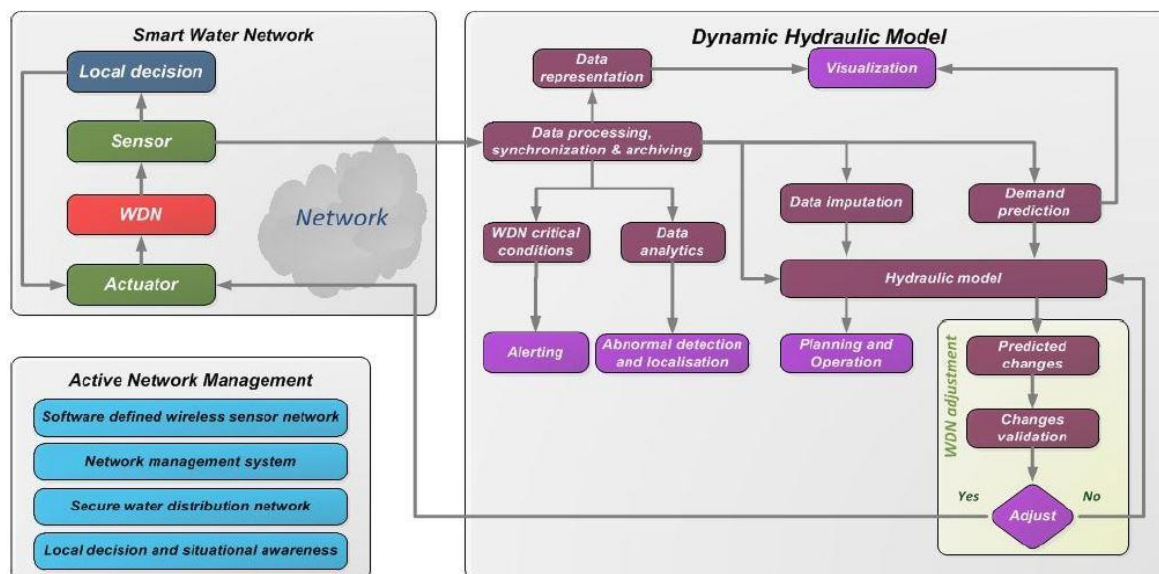 Smart Water Network
Local decision
Sensor
WDN
Actuator
Network
Active Network Management
Software defined wireless sensor network
Network management system
Secure water distribution network
Local decision and situational awareness
Dynamic Hydraulic Model
Data
representation
Visualization
Data processing,
synchronization & archiving
Data imputation
Demand
prediction
WDN critical
conditions
Data
analytics
Hydraulic model
Alerting
Abnormal detection
and localisation
Planning and
Operation
WDN adjustment
Predicted
changes
Changes
validation
Yes
Adjust
No